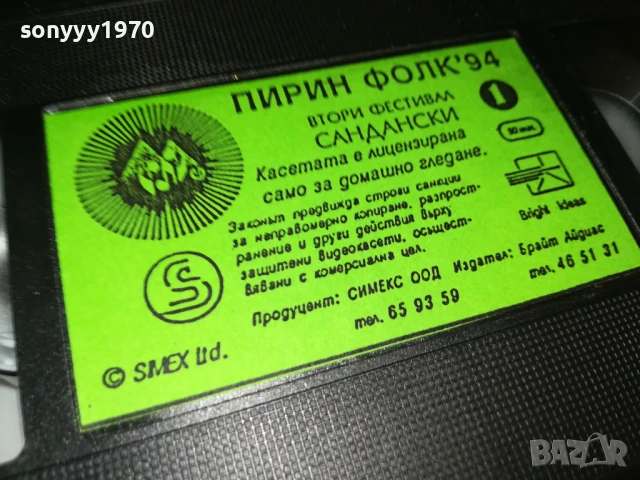 sonyyy1970
ПИРИН ФОЛК'94
ВТОРИ ФЕСТИВАЛ
САНДАНСКИ
1
90 мин.
Касетата е лицензирана
само за домашно гледане.
Законът предвижда строги санкции
за неправомерно копиране, разпрост-
ранение и други действия върху
защитени видеокасети, осъщест-
вявани с комерсиална цел.
Bright Ideas
Продуцент: СИМЕКС ООД Издател: Брайт Айдиас
тел. 65 93 59
тел. 46 51 31
© SIMEX Ltd.
BAZAR